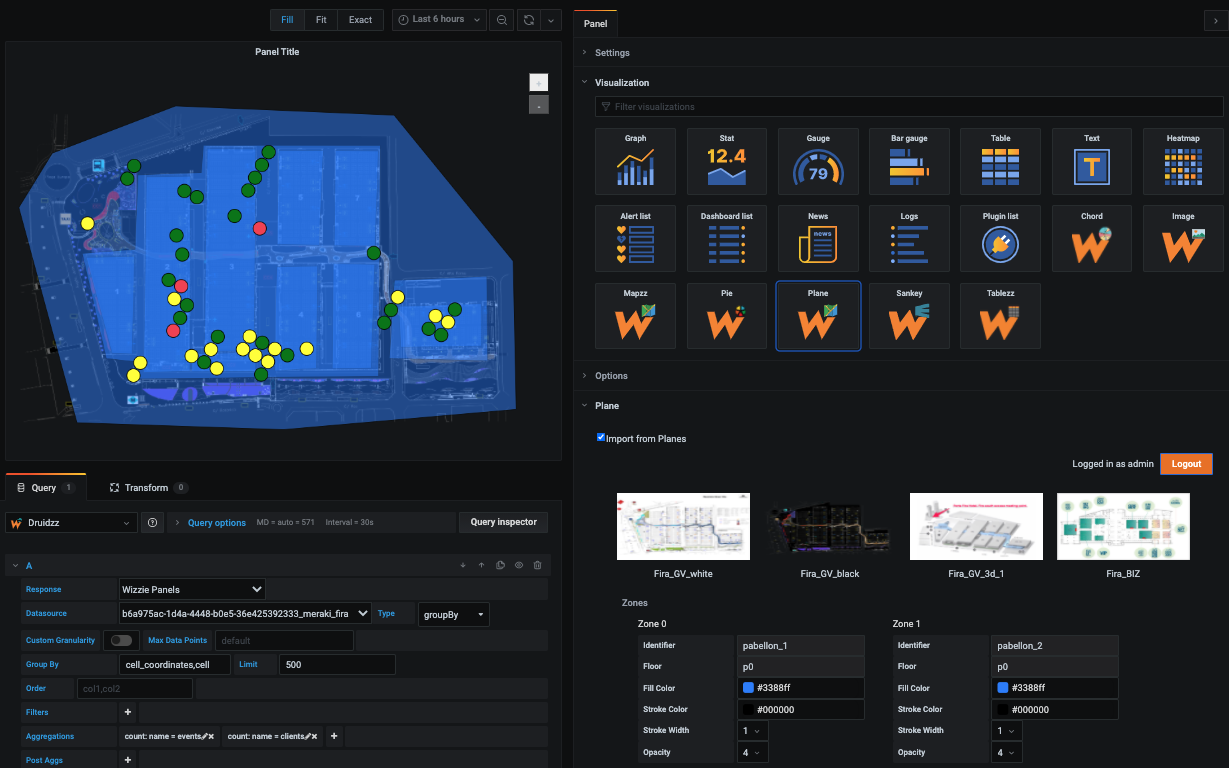 Fill Fit Exact Last 6 hours
Panel Title
+
-
Query 1 Transform 0
Druidzz Query options MD = auto = 571 Interval = 30s Query inspector
A
Response Wizzie Panels
Datasource b6a975ac-1d4a-4448-b0e5-36e425392333_meraki_fira Type groupBy
Custom Granularity Max Data Points default
Group By cell_coordinates,cell Limit 500
Order col1,col2
Filters +
Aggregations count: name = events count: name = clients +
Post Aggs +
Panel
Settings
Visualization
Filter visualizations
Graph Stat Gauge Bar gauge Table Text Heatmap
12.4 79 T
Alert list Dashboard list News Logs Plugin list Chord Image
news
Mapzz Pie Plane Sankey Tablezz
Options
Plane
Import from Planes
Logged in as admin Logout
Fira_GV_white Fira_GV_black Fira_GV_3d_1 Fira_BIZ
Zones
Zone 0 Zone 1
Identifier pabellon_1 Identifier pabellon_2
Floor p0 Floor p0
Fill Color #3388ff Fill Color #3388ff
Stroke Color #000000 Stroke Color #000000
Stroke Width 1 Stroke Width 1
Opacity 4 Opacity 4